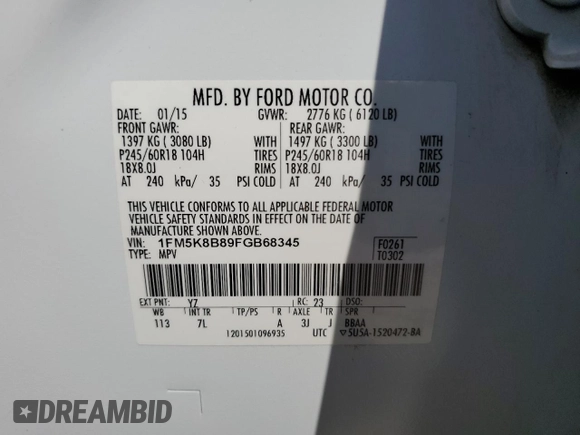 MFD. BY FORD MOTOR CO.
DATE: 01/15 GVWR: 2776 KG ( 6120 LB)
FRONT GAWR: REAR GAWR:
1397 KG ( 3080 LB) WITH 1497 KG ( 3300 LB) WITH
P245/60R18 104H TIRES P245/60R18 104H TIRES
18X8.0J RIMS 18X8.0J RIMS
AT 240 kPa/ 35 PSI COLD AT 240 kPa/ 35 PSI COLD
THIS VEHICLE CONFORMS TO ALL APPLICABLE FEDERAL MOTOR
VEHICLE SAFETY STANDARDS IN EFFECT ON THE DATE OF
MANUFACTURE SHOWN ABOVE.
VIN: 1FM5K8B89FGB68345 F0261
TYPE: MPV T0302
EXT PNT: YZ RC: 23 DSO:
WB INT TR TP/PS R AXLE TR SPR
113 7L A 3J J BBAA
1201501096935 UTC ▽5U5A-1520472-BA
DREAMBID